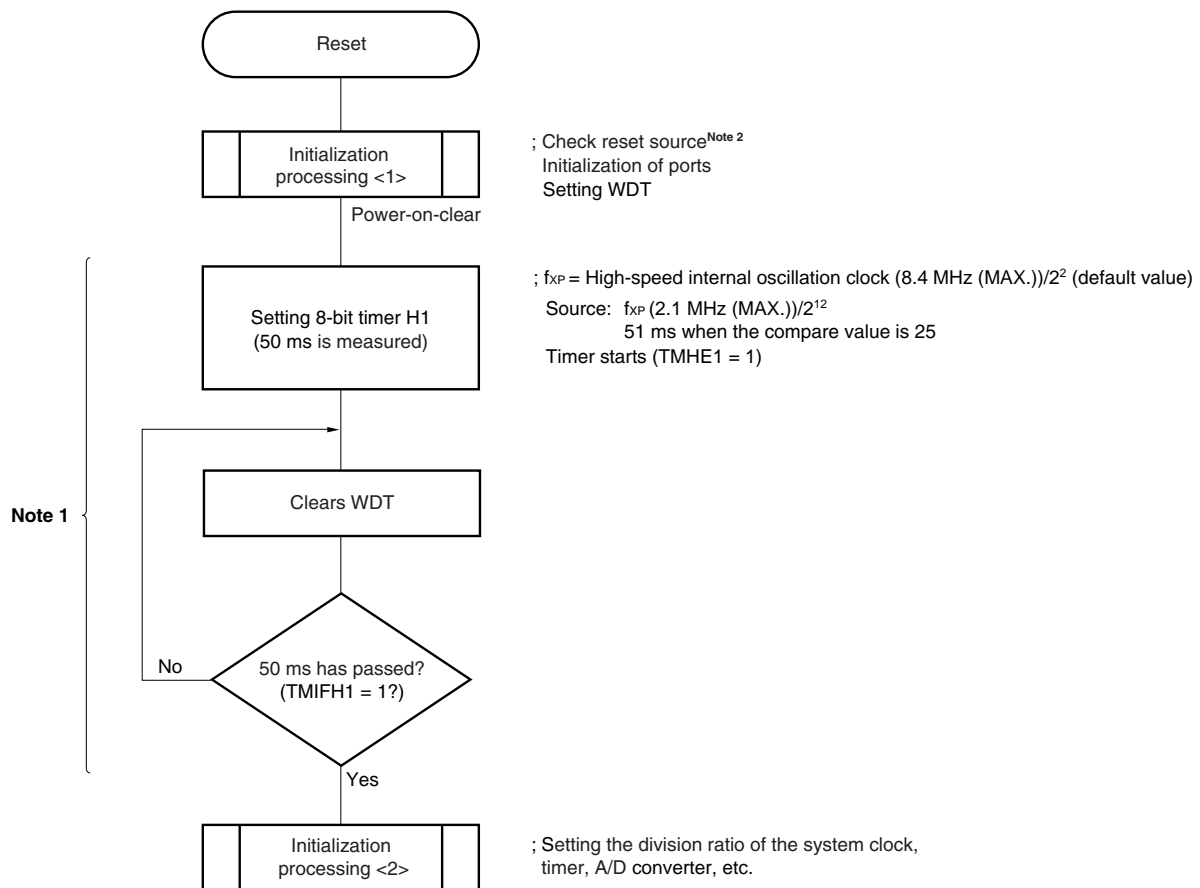 Reset
Initialization
processing <1>
; Check reset source Note 2
Initialization of ports
Setting WDT
Power-on-clear
Setting 8-bit timer H1
(50 ms is measured)
; fXP = High-speed internal oscillation clock (8.4 MHz (MAX.))/2²  (default value)
Source: fXP (2.1 MHz (MAX.))/2¹²
51 ms when the compare value is 25
Timer starts (TMHE1 = 1)
Note 1
Clears WDT
No
50 ms has passed?
(TMIFH1 = 1?)
Yes
Initialization
processing <2>
; Setting the division ratio of the system clock,
timer, A/D converter, etc.